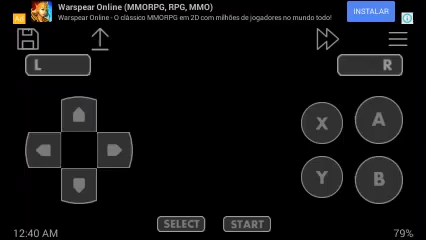 Warspear Online (MMORPG, RPG, MMO)
Warspear Online - O clássico MMORPG em 2D com milhões de jogadores no mundo todo!
INSTALAR
Ad
L
R
X
A
Y
B
SELECT
START
12:40 AM
79%